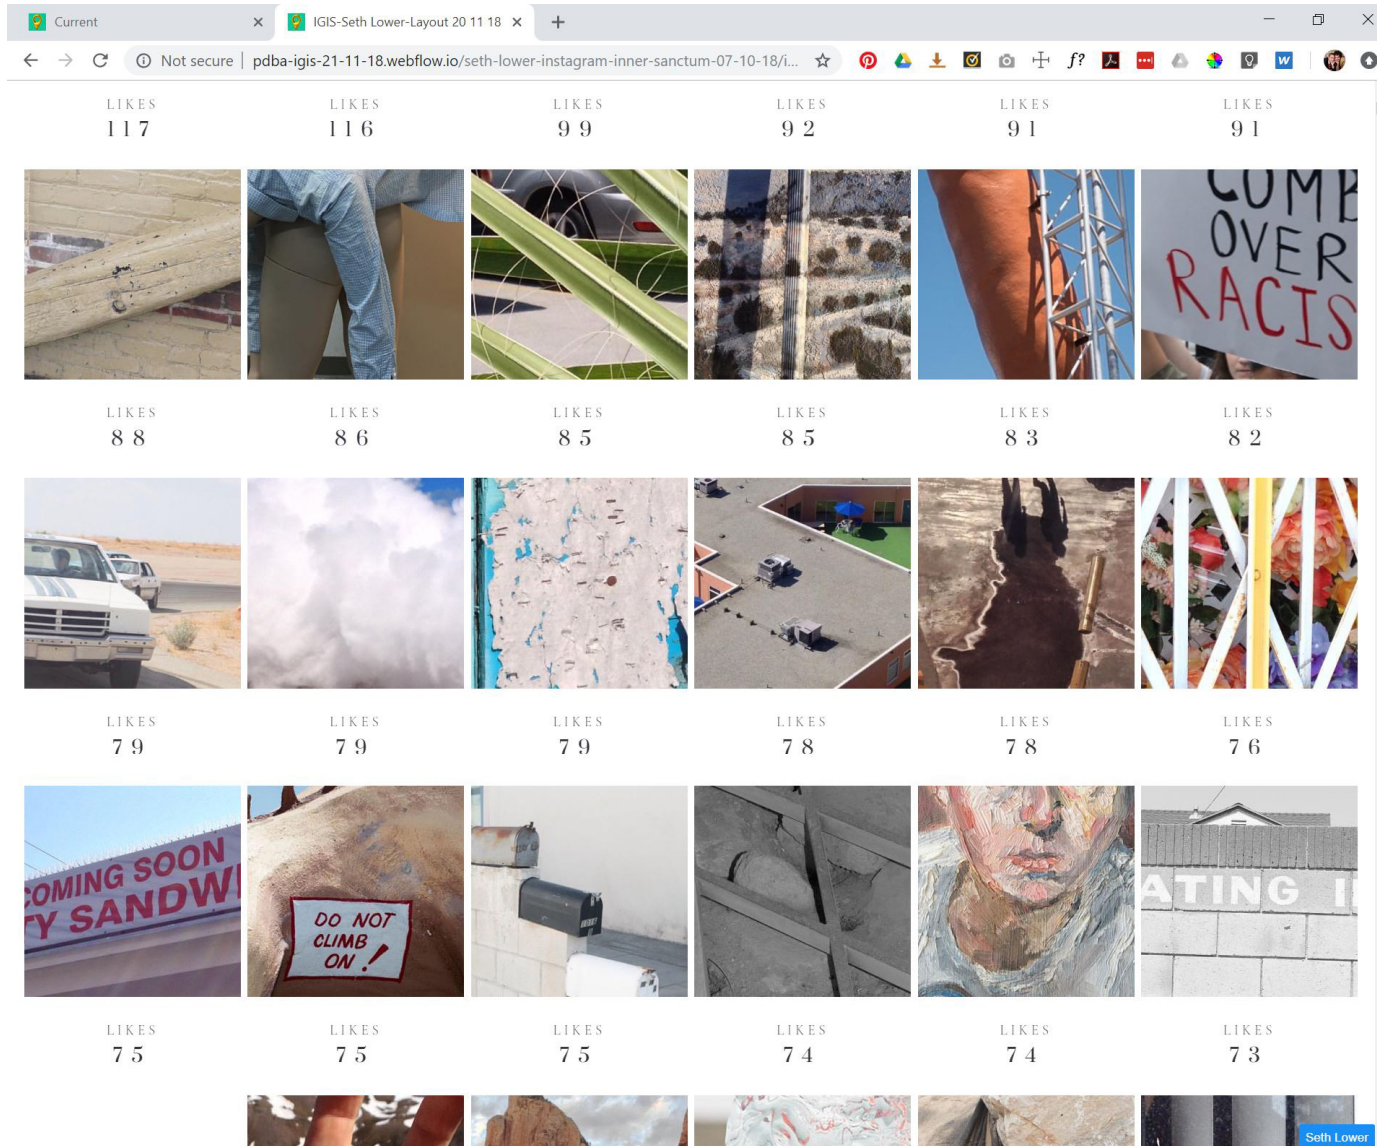 Current
IGIS-Seth Lower-Layout 20 11 18
Not secure | pdba-igis-21-11-18.webflow.io/seth-lower-instagram-inner-sanctum-07-10-18/i...
f?
W
LIKES LIKES LIKES LIKES LIKES LIKES
117 116 99 92 91 91
COMB
OVER
RACIS
LIKES LIKES LIKES LIKES LIKES LIKES
88 86 85 85 83 82
LIKES LIKES LIKES LIKES LIKES LIKES
79 79 79 78 78 76
COMING SOON
TY SANDW
DO NOT
CLIMB
ON!
ATING I
LIKES LIKES LIKES LIKES LIKES LIKES
75 75 75 74 74 73
Seth Lower